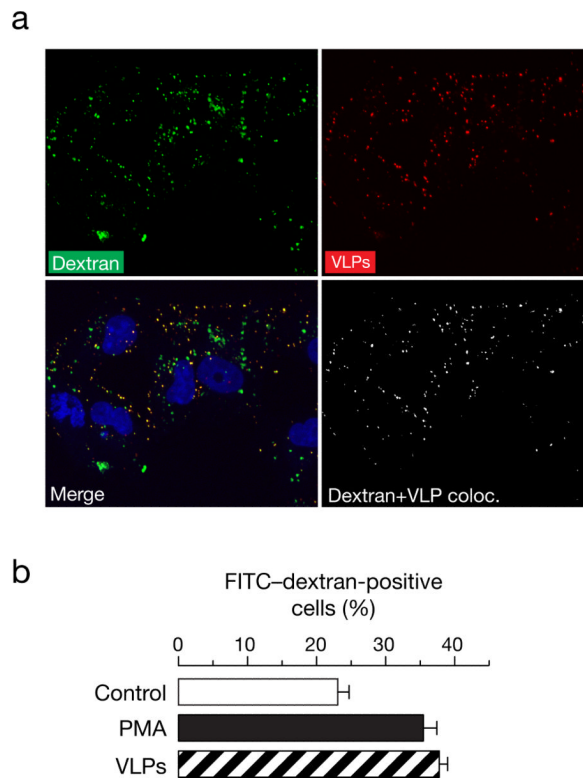 a
Dextran
VLPs
Merge
Dextran+VLP coloc.
b
FITC–dextran-positive
cells (%)
0 10 20 30 40
Control
PMA
VLPs